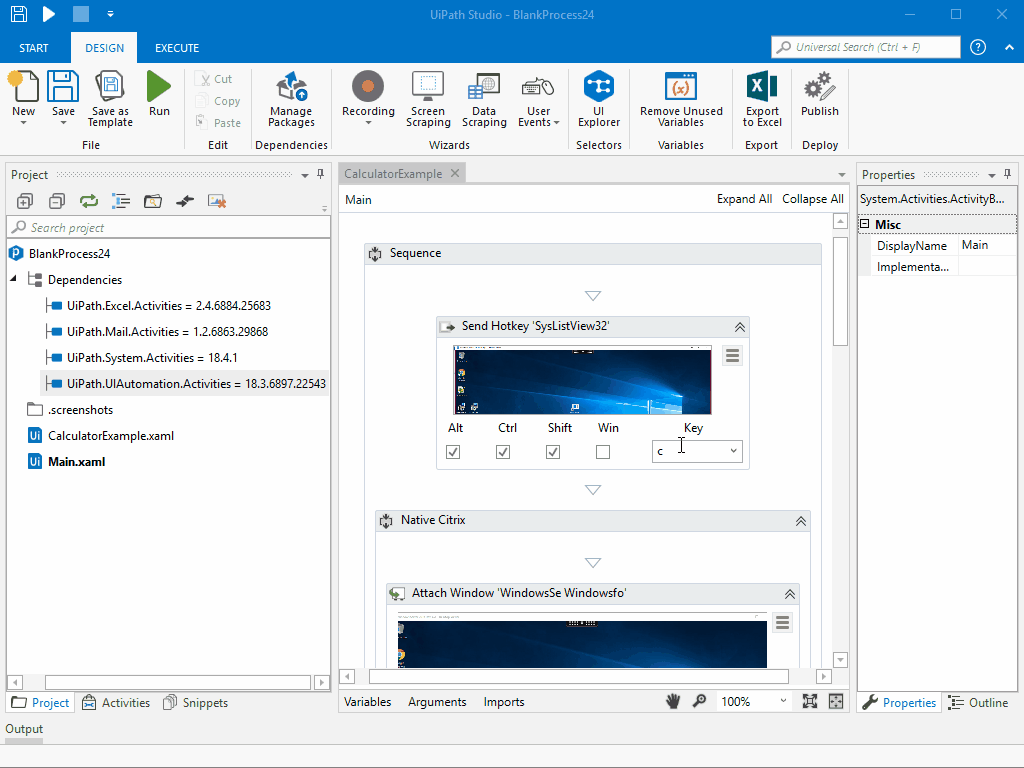 UiPath Studio - BlankProcess24
START
DESIGN
EXECUTE
Universal Search (Ctrl + F)
New
Save
Save as Template
Run
Cut
Copy
Paste
Manage Packages
Recording
Screen Scraping
Data Scraping
User Events
UI Explorer
Remove Unused Variables
Export to Excel
Publish
File
Edit
Dependencies
Wizards
Selectors
Variables
Export
Deploy
Project
Search project
BlankProcess24
Dependencies
UiPath.Excel.Activities = 2.4.6884.25683
UiPath.Mail.Activities = 1.2.6863.29868
UiPath.System.Activities = 18.4.1
UiPath.UIAutomation.Activities = 18.3.6897.22543
.screenshots
CalculatorExample.xaml
Main.xaml
Project
Activities
Snippets
Output
CalculatorExample
Main
Expand All
Collapse All
Sequence
Send Hotkey 'SysListView32'
Alt
Ctrl
Shift
Win
Key
c
Native Citrix
Attach Window 'WindowsSe Windowsfo'
Variables
Arguments
Imports
100%
Properties
System.Activities.ActivityB...
Misc
DisplayName
Main
Implementa...
Properties
Outline